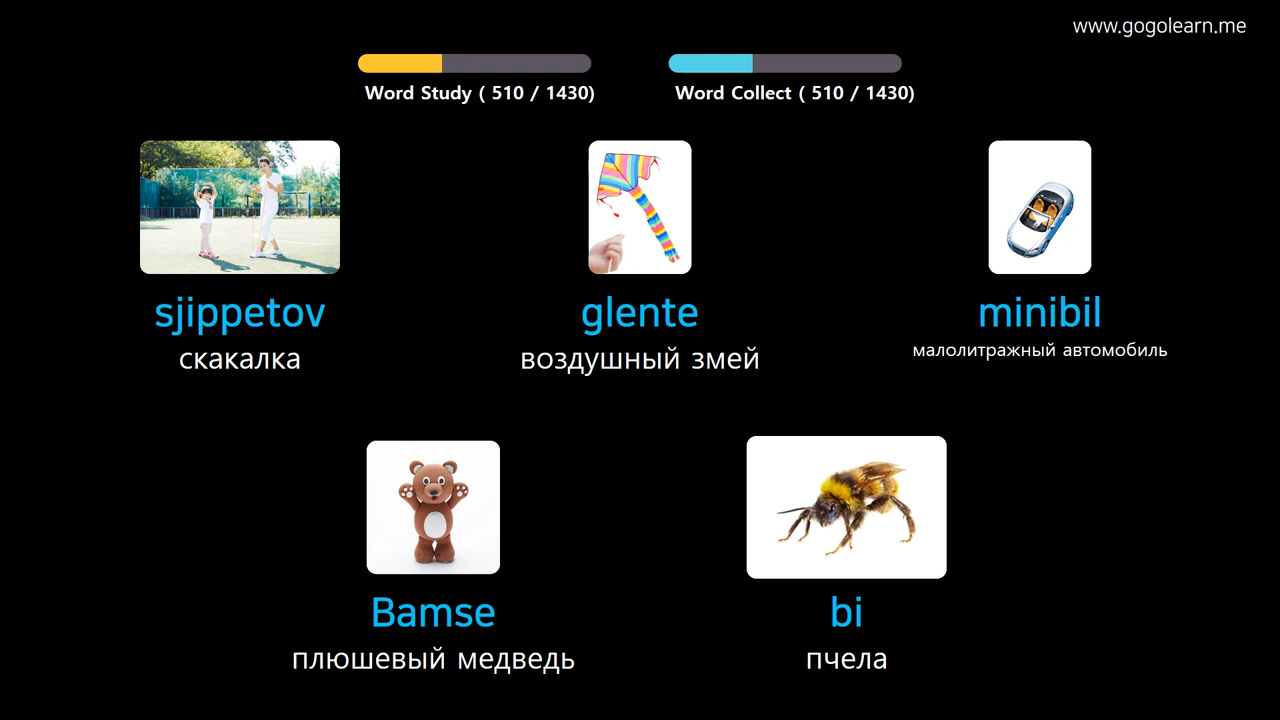 www.gogolearn.me
Word Study ( 510 / 1430)
Word Collect ( 510 / 1430)
sjippetov
скакалка
glente
воздушный змей
minibil
малолитражный автомобиль
Bamse
плюшевый медведь
bi
пчела